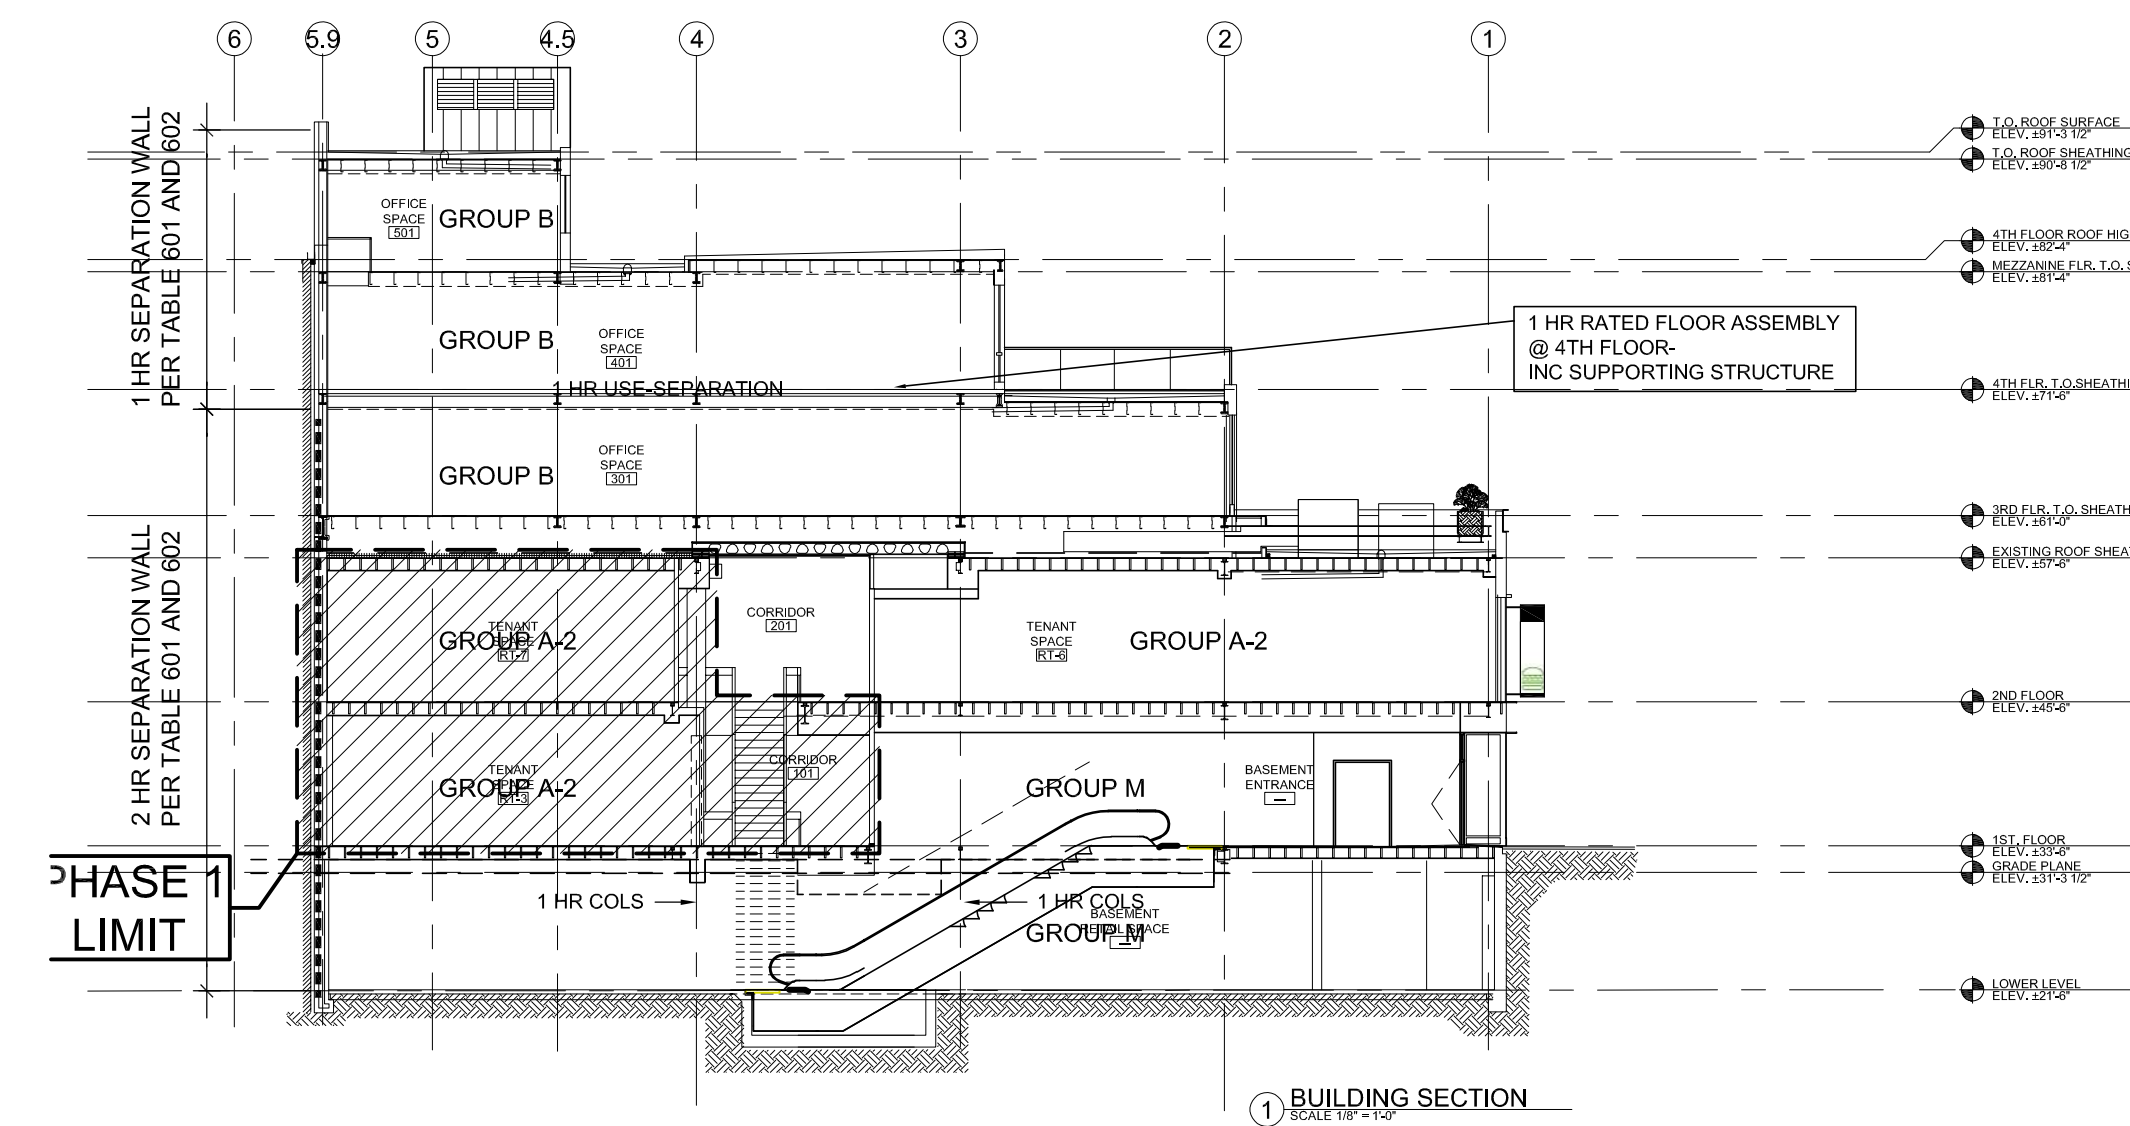 6
5.9
5
4.5
4
3
2
1
1 HR SEPARATION WALL
PER TABLE 601 AND 602
2 HR SEPARATION WALL
PER TABLE 601 AND 602
T.O. ROOF SURFACE
ELEV. ±91'-3 1/2"
T.O. ROOF SHEATHING
ELEV. ±90'-8 1/2"
OFFICE
SPACE
501
GROUP B
4TH FLOOR ROOF HIG
ELEV. ±82'-4"
MEZZANINE FLR. T.O. S
ELEV. ±81'-4"
GROUP B
OFFICE
SPACE
401
1 HR USE-SEPARATION
1 HR RATED FLOOR ASSEMBLY
@ 4TH FLOOR-
INC SUPPORTING STRUCTURE
4TH FLR. T.O.SHEATHI
ELEV. ±71'-6"
GROUP B
OFFICE
SPACE
301
3RD FLR. T.O. SHEATH
ELEV. ±61'-0"
EXISTING ROOF SHEA
ELEV. ±57'-6"
TENANT
SPACE
RT-7
GROUP A-2
CORRIDOR
201
TENANT
SPACE
RT-6
GROUP A-2
2ND FLOOR
ELEV. ±45'-6"
TENANT
SPACE
RT-3
GROUP A-2
CORRIDOR
101
GROUP M
BASEMENT
ENTRANCE
—
1ST. FLOOR
ELEV. ±33'-6"
GRADE PLANE
ELEV. ±31'-3 1/2"
PHASE 1
LIMIT
1 HR COLS
1 HR COLS
BASEMENT
RETAIL SPACE
—
GROUP M
LOWER LEVEL
ELEV. ±21'-6"
1
BUILDING SECTION
SCALE 1/8" = 1'-0"